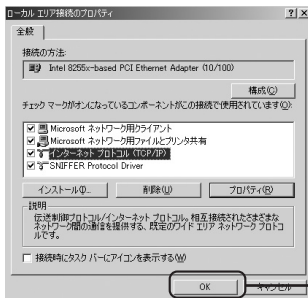 ローカル エリア接続のプロパティ
全般
接続の方法:
Intel 8255x-based PCI Ethernet Adapter (10/100)
構成(C)
チェック マークがオンになっているコンポーネントがこの接続で使用されています(O):
Microsoft ネットワーク用クライアント
Microsoft ネットワーク用ファイルとプリンタ共有
インターネット プロトコル (TCP/IP)
SNIFFER Protocol Driver
インストール(I)...
削除(U)
プロパティ(R)
説明
伝送制御プロトコル/インターネット プロトコル。相互接続されたさまざまな
ネットワーク間の通信を提供する、既定のワイド エリア ネットワーク プロトコ
ルです。
接続時にタスク バーにアイコンを表示する(W)
OK
キャンセル